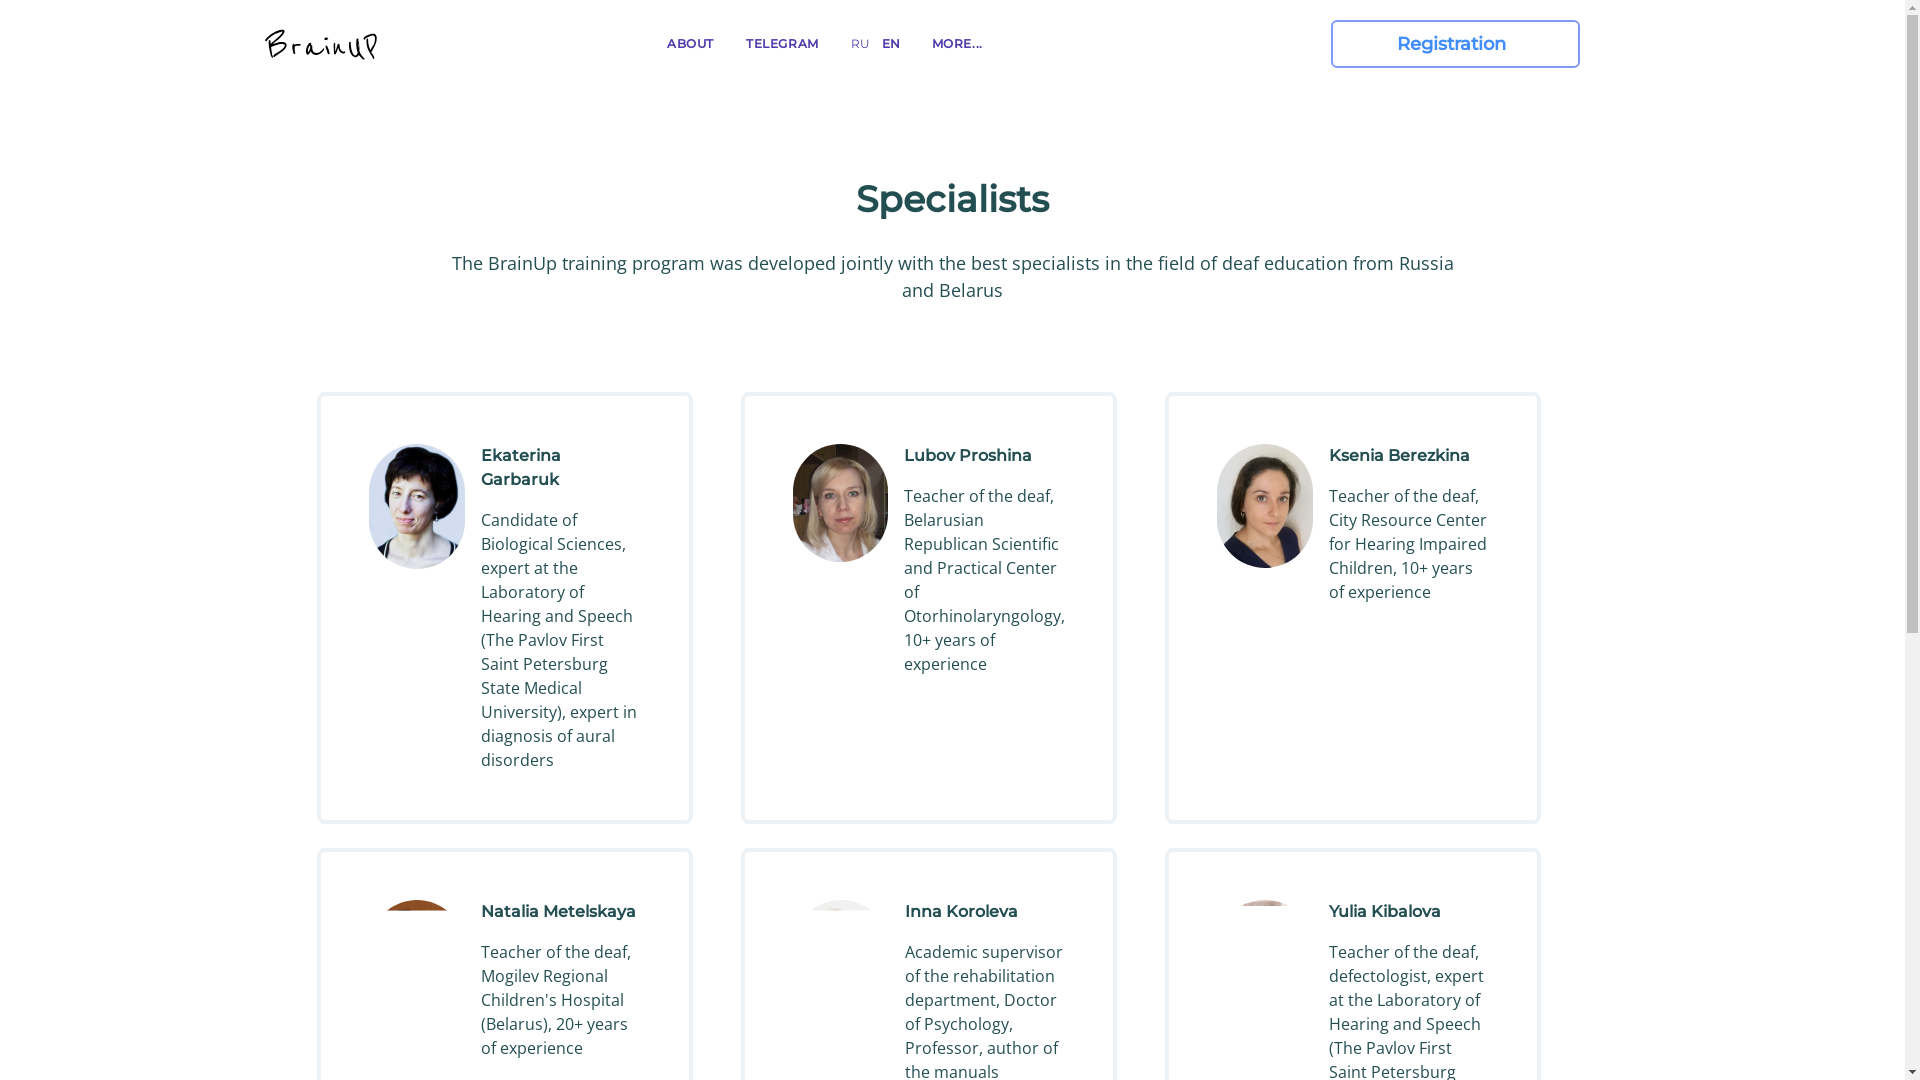 BrainUP
ABOUT
TELEGRAM
RU
EN
MORE...
Registration
Specialists
The BrainUp training program was developed jointly with the best specialists in the field of deaf education from Russia
and Belarus
Ekaterina
Garbaruk
Candidate of
Biological Sciences,
expert at the
Laboratory of
Hearing and Speech
(The Pavlov First
Saint Petersburg
State Medical
University), expert in
diagnosis of aural
disorders
Lubov Proshina
Teacher of the deaf,
Belarusian
Republican Scientific
and Practical Center
of
Otorhinolaryngology,
10+ years of
experience
Ksenia Berezkina
Teacher of the deaf,
City Resource Center
for Hearing Impaired
Children, 10+ years
of experience
Natalia Metelskaya
Teacher of the deaf,
Mogilev Regional
Children's Hospital
(Belarus), 20+ years
of experience
Inna Koroleva
Academic supervisor
of the rehabilitation
department, Doctor
of Psychology,
Professor, author of
the manuals
Yulia Kibalova
Teacher of the deaf,
defectologist, expert
at the Laboratory of
Hearing and Speech
(The Pavlov First
Saint Petersburg